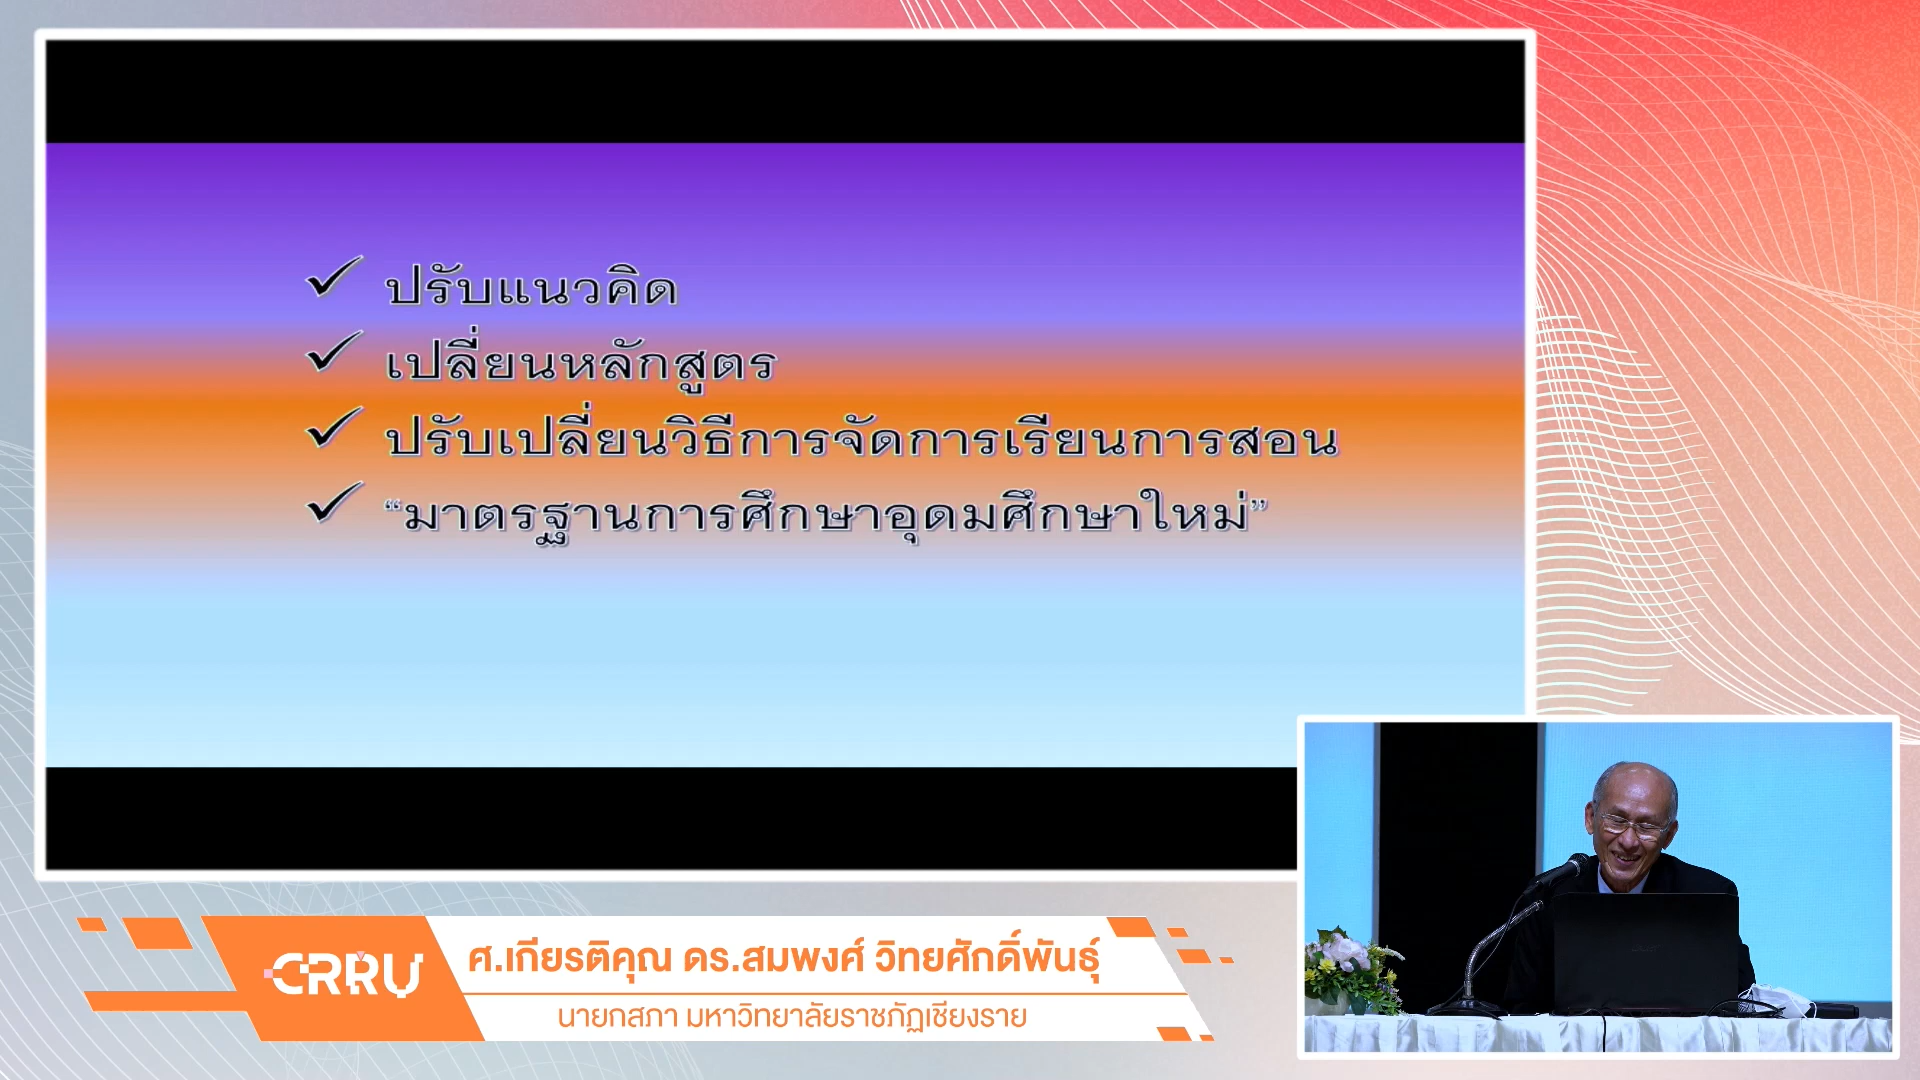 ปรับแนวคิด
เปลี่ยนหลักสูตร
ปรับเปลี่ยนวิธีการจัดการเรียนการสอน
“มาตรฐานการศึกษาอุดมศึกษาใหม่”
CRRU
ศ.เกียรติคุณ ดร.สมพงศ์ วิทยศักดิ์พันธุ์
นายกสภา มหาวิทยาลัยราชภัฏเชียงราย